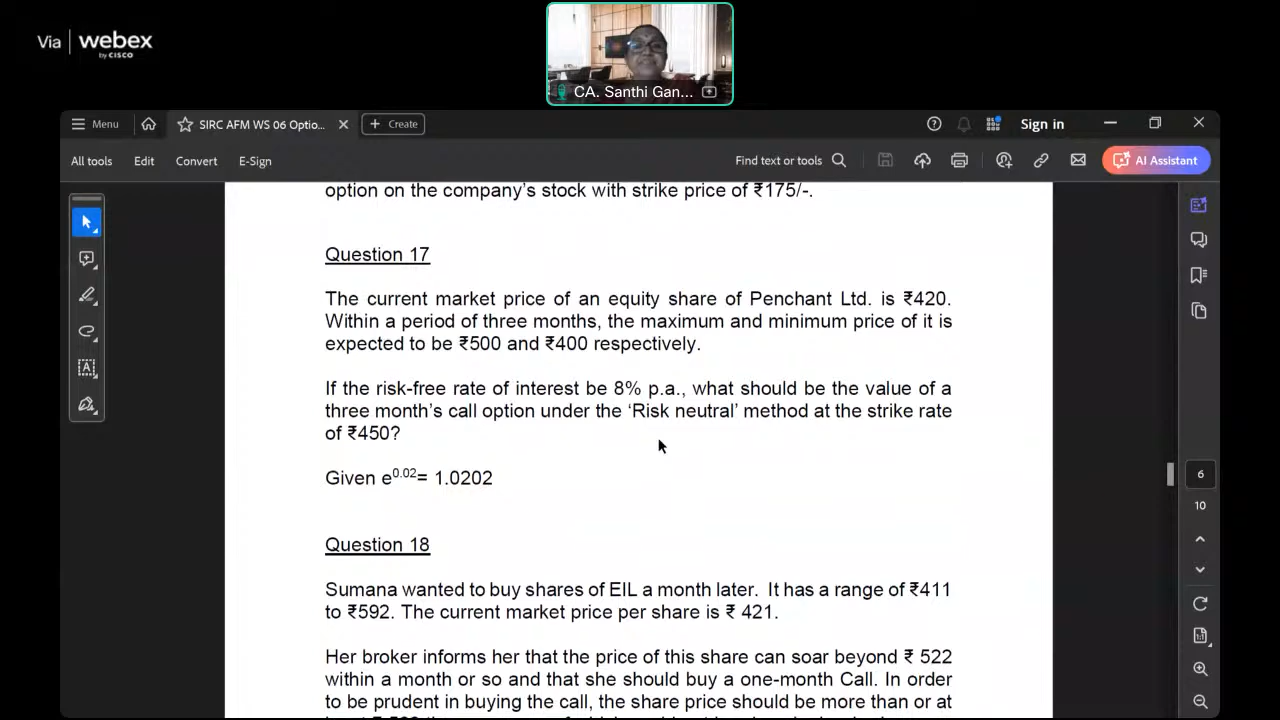 Via webex
by CISCO
CA. Santhi Gan...
Menu
SIRC AFM WS 06 Optio...
Create
Sign in
All tools
Edit
Convert
E-Sign
Find text or tools
AI Assistant
option on the company's stock with strike price of ₹175/-.
Question 17
The current market price of an equity share of Penchant Ltd. is ₹420.
Within a period of three months, the maximum and minimum price of it is
expected to be ₹500 and ₹400 respectively.
If the risk-free rate of interest be 8% p.a., what should be the value of a
three month's call option under the ‘Risk neutral’ method at the strike rate
of ₹450?
Given e^0.02= 1.0202
6
10
Question 18
Sumana wanted to buy shares of EIL a month later. It has a range of ₹411
to ₹592. The current market price per share is ₹ 421.
Her broker informs her that the price of this share can soar beyond ₹ 522
within a month or so and that she should buy a one-month Call. In order
to be prudent in buying the call, the share price should be more than or at